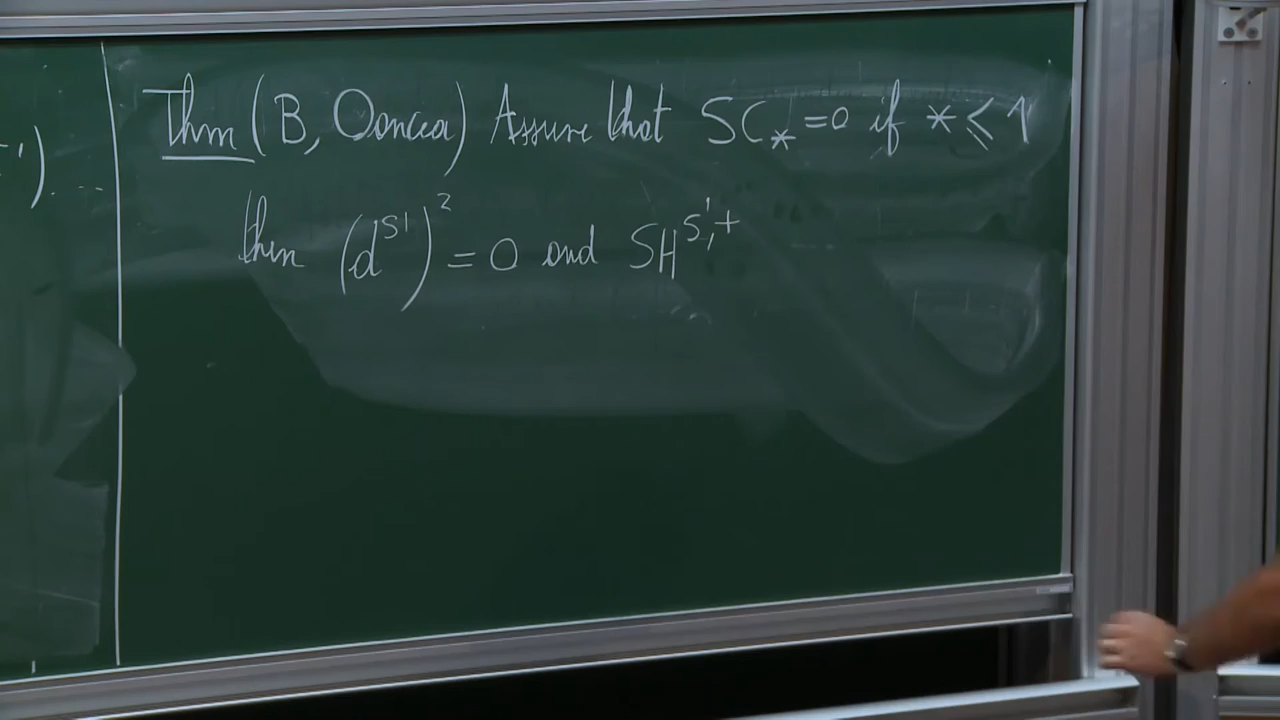 -'). ...
Thm (B, Oancea) Assume that SC_* = 0 if * ⩽ 1
then (d^{S^1})^2 = 0 and SH^{S^1,+}